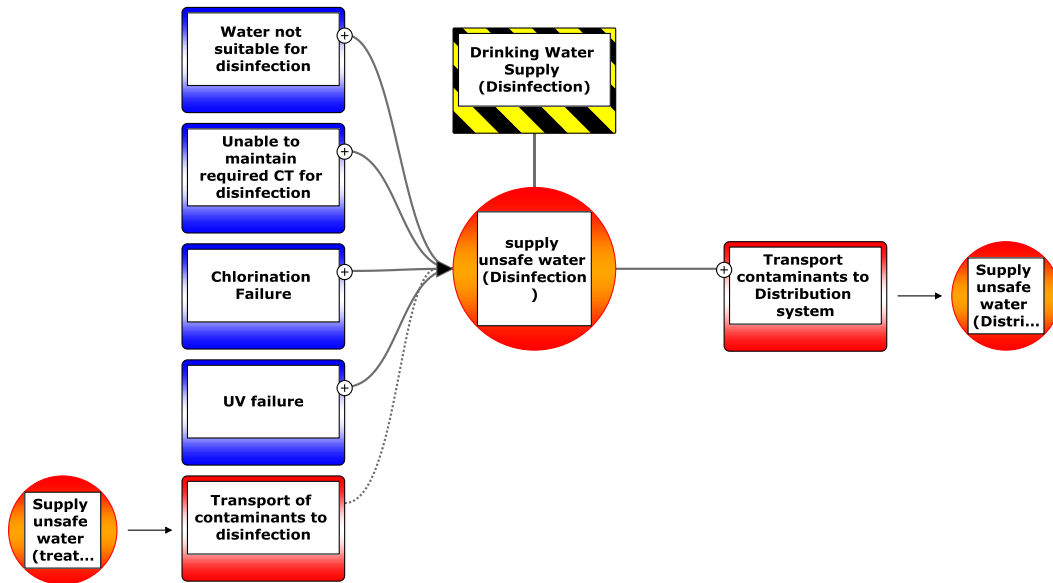 Water not
suitable for
disinfection
Drinking Water
Supply
(Disinfection)
Unable to
maintain
required CT for
disinfection
supply
unsafe water
(Disinfection
)
Chlorination
Failure
Transport
contaminants to
Distribution
system
Supply
unsafe
water
(Distri...
UV failure
Transport of
contaminants to
disinfection
Supply
unsafe
water
(treat...